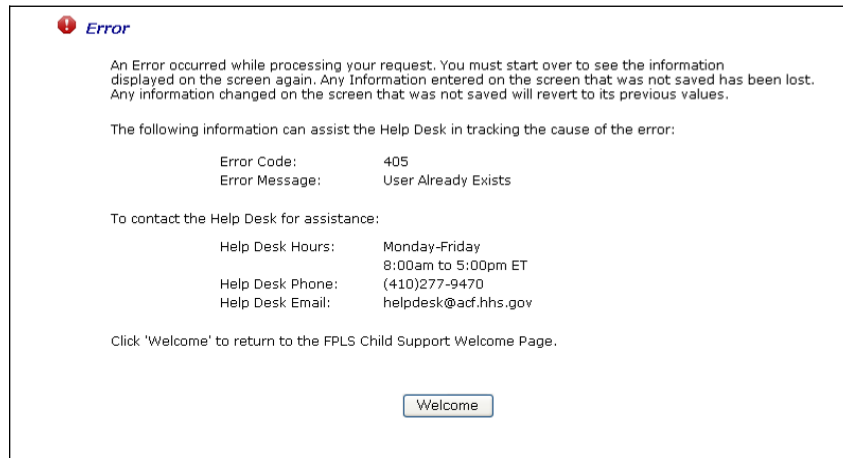 Error
An Error occurred while processing your request. You must start over to see the information
displayed on the screen again. Any Information entered on the screen that was not saved has been lost.
Any information changed on the screen that was not saved will revert to its previous values.
The following information can assist the Help Desk in tracking the cause of the error:
Error Code: 405
Error Message: User Already Exists
To contact the Help Desk for assistance:
Help Desk Hours: Monday-Friday
8:00am to 5:00pm ET
Help Desk Phone: (410)277-9470
Help Desk Email: helpdesk@acf.hhs.gov
Click 'Welcome' to return to the FPLS Child Support Welcome Page.
Welcome